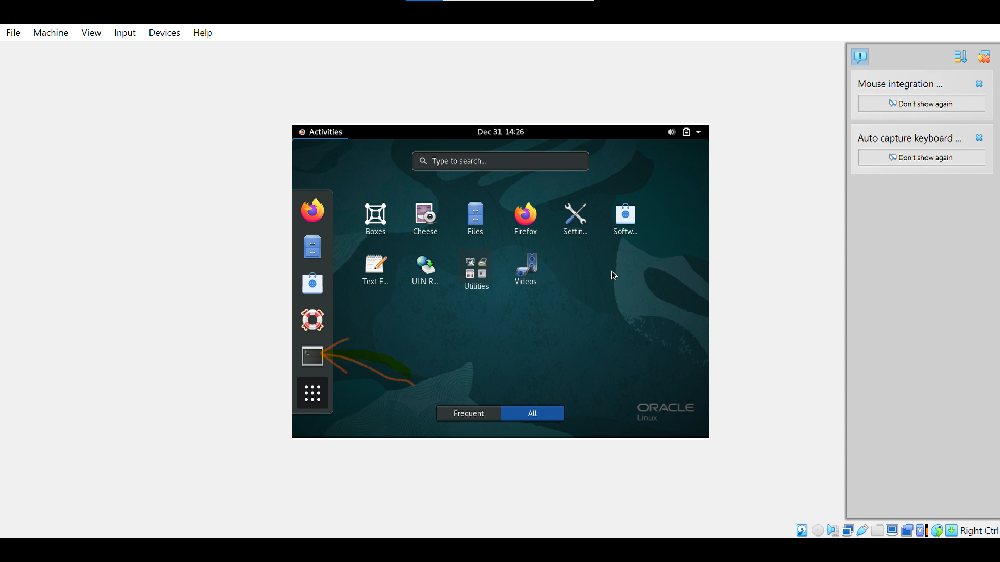 File Machine View Input Devices Help
Mouse integration ...
Don't show again
Auto capture keyboard ...
Don't show again
Activities
Dec 31 14:26
Type to search...
Boxes Cheese Files Firefox Settin... Softw...
Text E... ULN R... Utilities Videos
>_
Frequent All
ORACLE
Linux
Right Ctrl